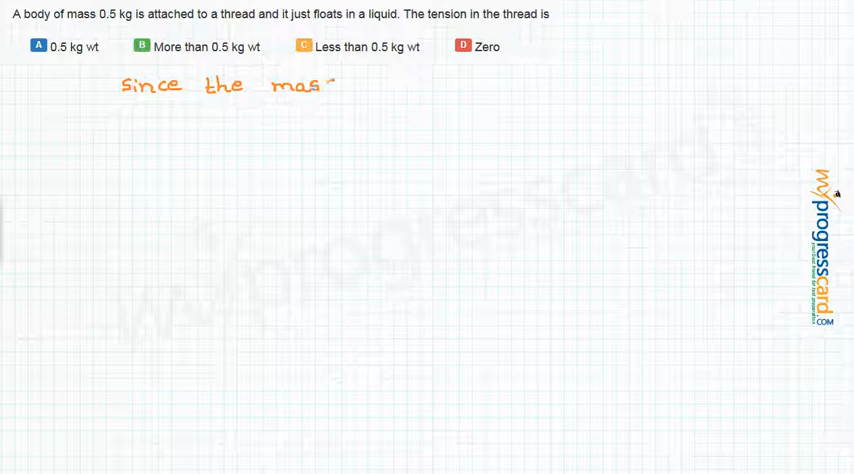 A body of mass 0.5 kg is attached to a thread and it just floats in a liquid. The tension in the thread is
A 0.5 kg wt B More than 0.5 kg wt C Less than 0.5 kg wt D Zero
since the mas
myprogresscard
myprogresscard.COM